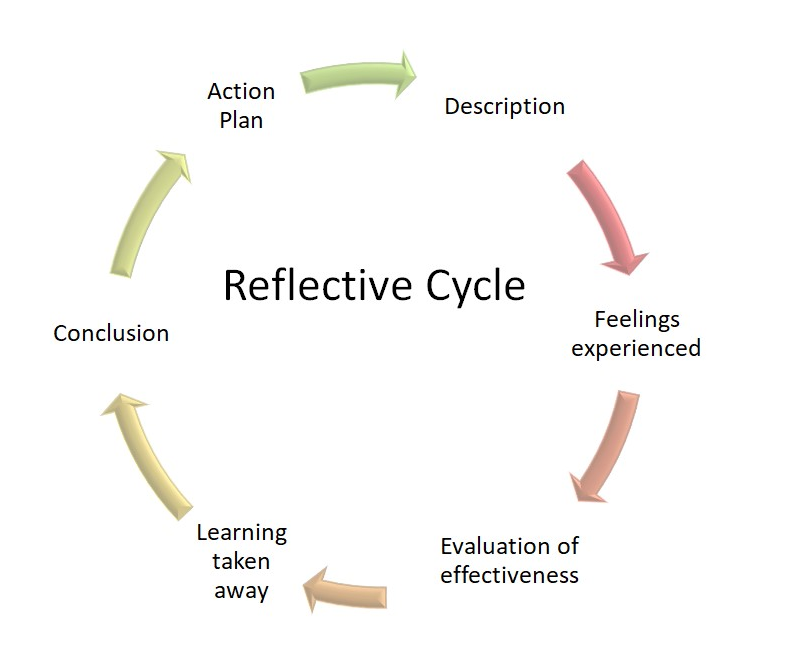 Action
Plan
Description
Reflective Cycle
Feelings
experienced
Conclusion
Learning
taken
away
Evaluation of
effectiveness